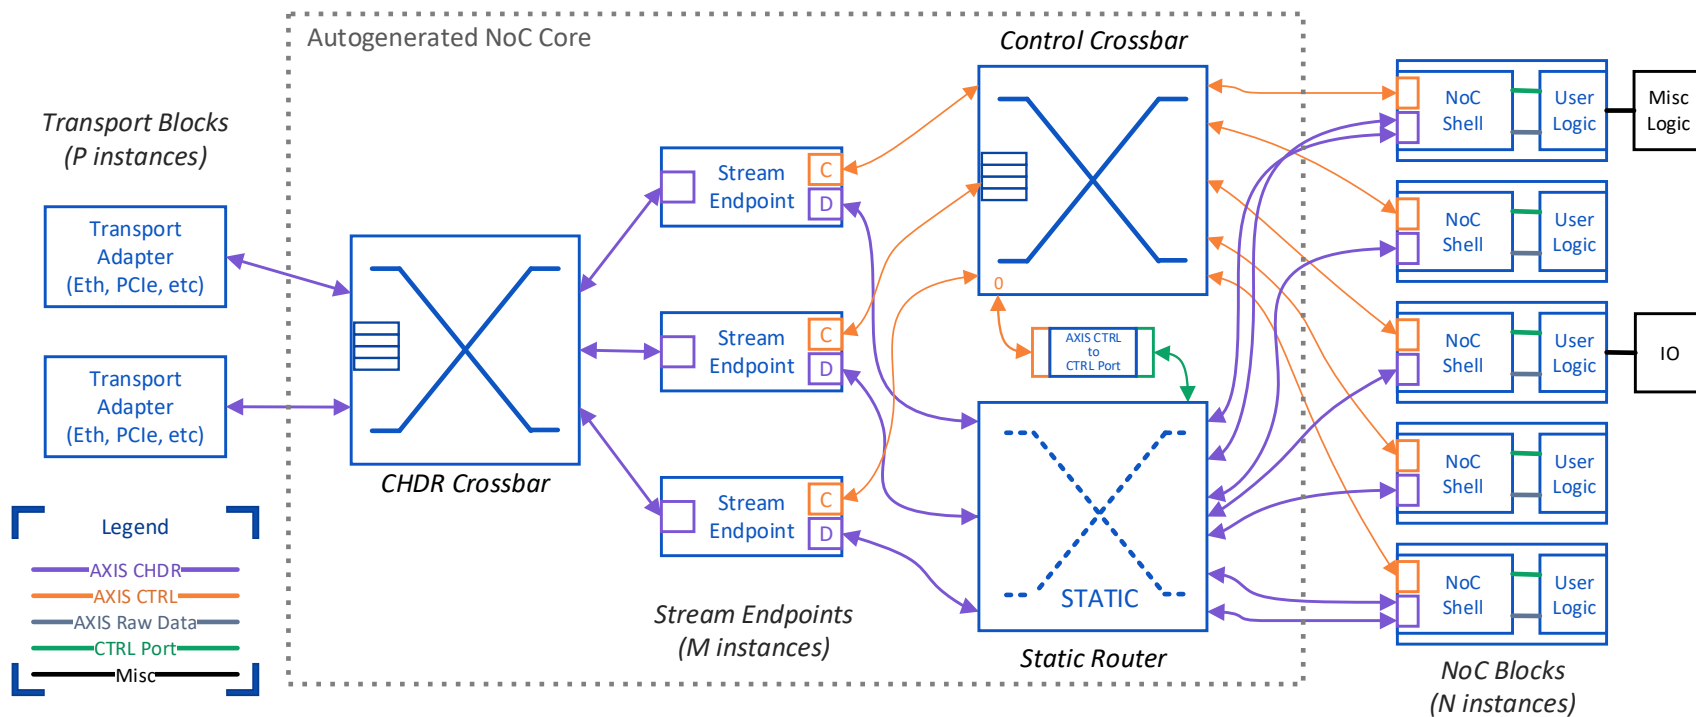 Autogenerated NoC Core
Transport Blocks
(P instances)
Transport
Adapter
(Eth, PCIe, etc)
Transport
Adapter
(Eth, PCIe, etc)
CHDR Crossbar
Stream
Endpoint
C
D
Stream
Endpoint
C
D
Stream
Endpoint
C
D
Stream Endpoints
(M instances)
Control Crossbar
0
AXIS CTRL
to
CTRL Port
STATIC
Static Router
NoC
Shell
User
Logic
Misc
Logic
NoC
Shell
User
Logic
NoC
Shell
User
Logic
IO
NoC
Shell
User
Logic
NoC
Shell
User
Logic
NoC Blocks
(N instances)
Legend
AXIS CHDR
AXIS CTRL
AXIS Raw Data
CTRL Port
Misc